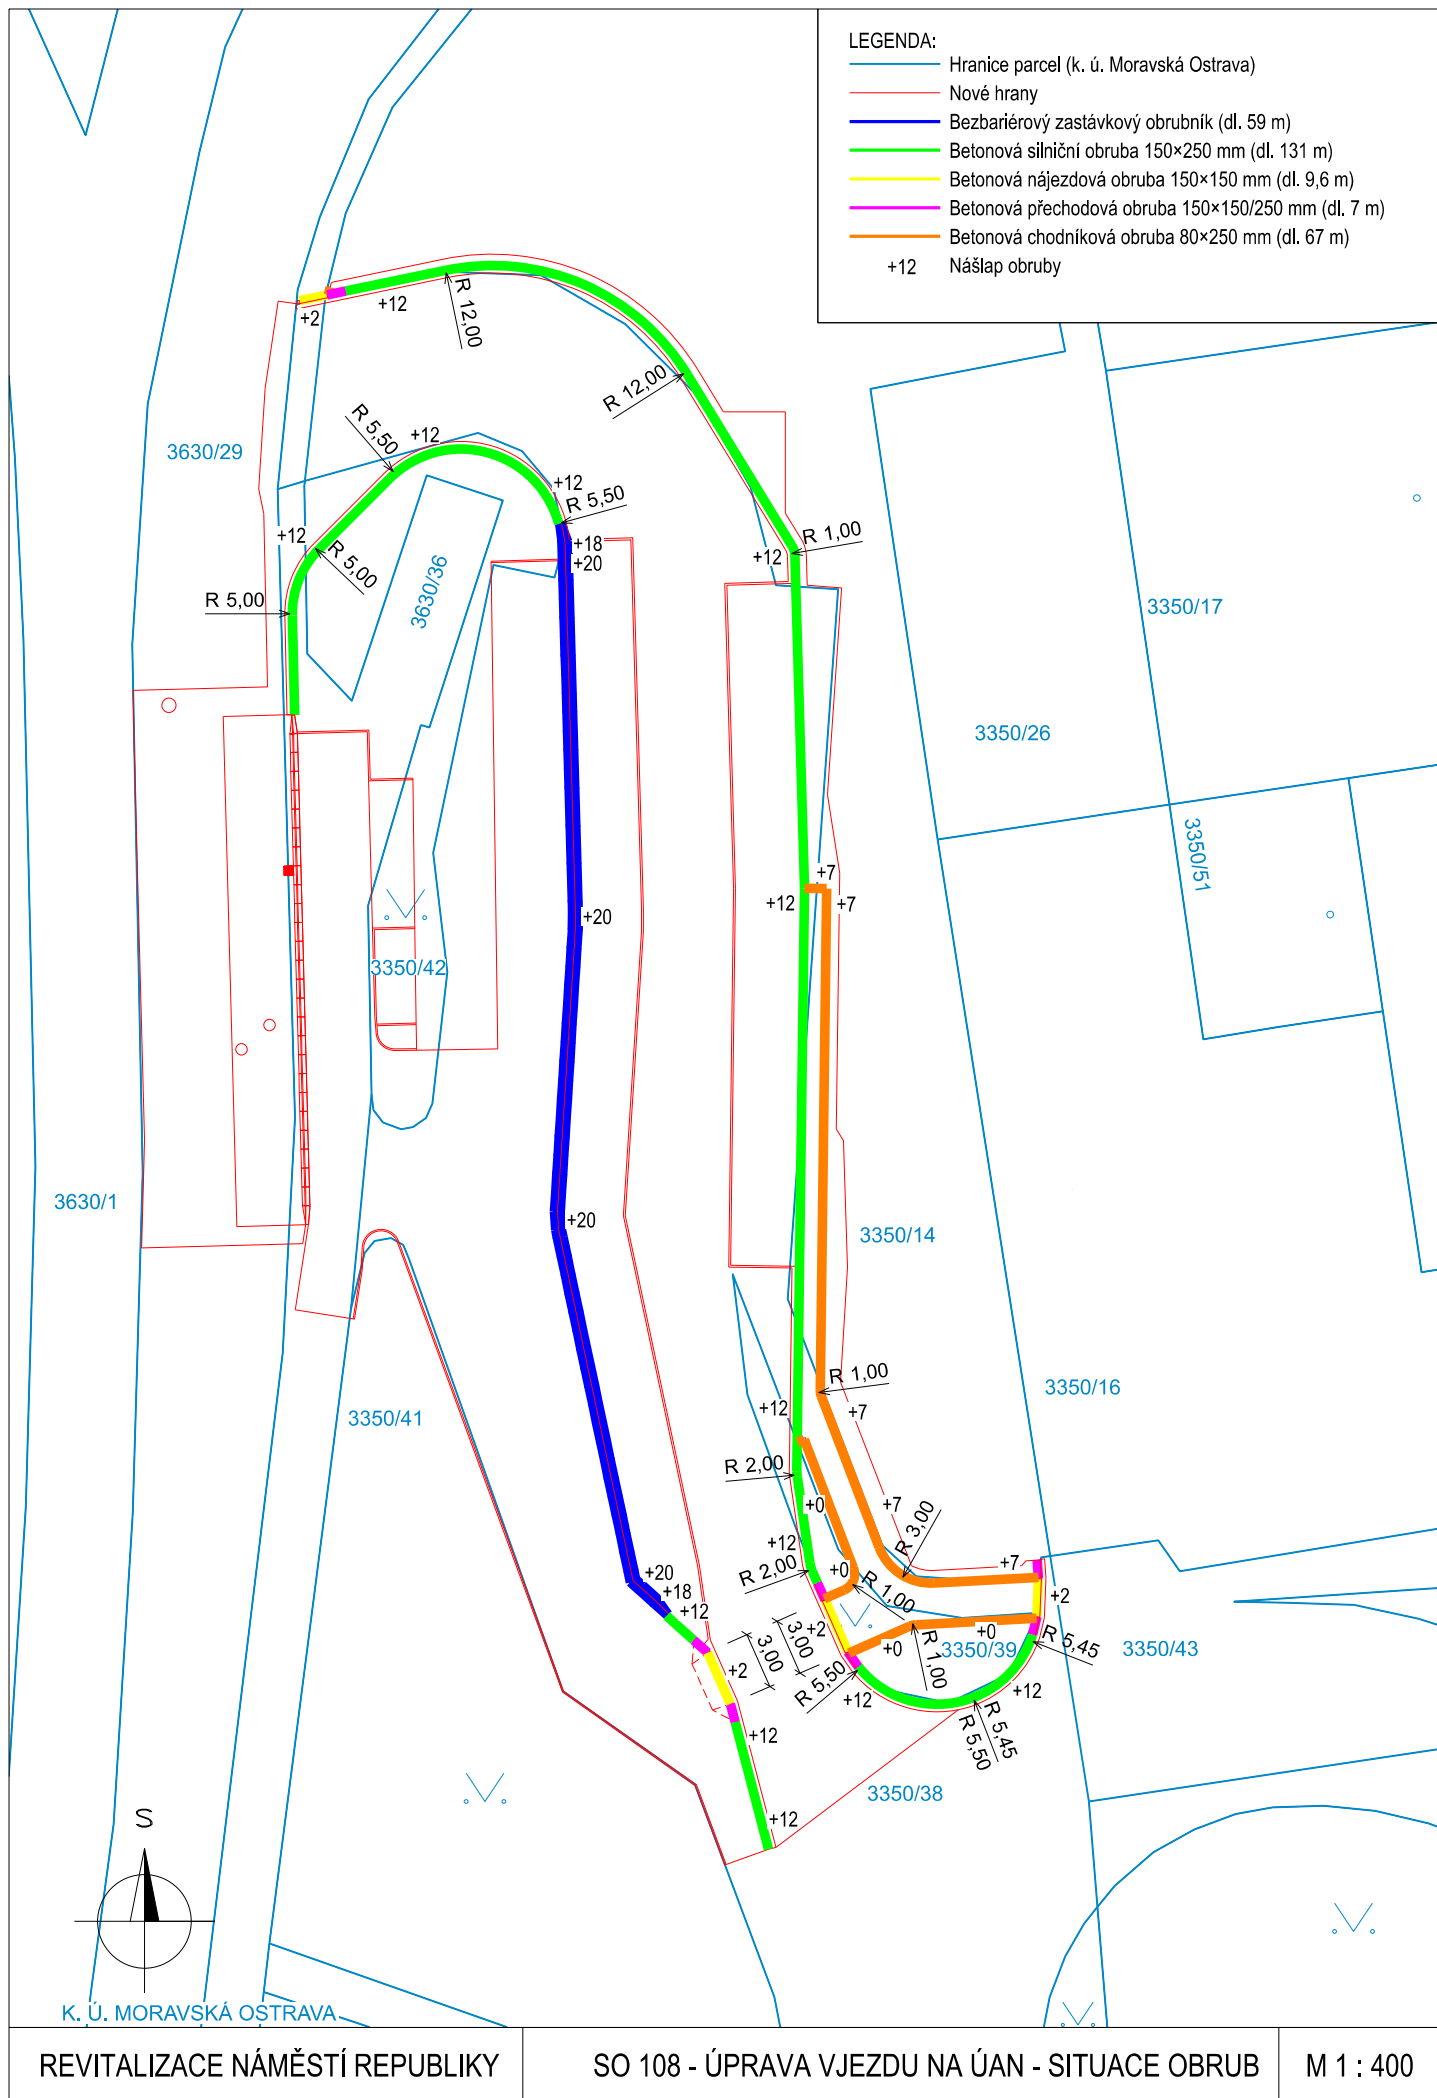 LEGENDA:
Hranice parcel (k. ú. Moravská Ostrava)
Nové hrany
Bezbariérový zastávkový obrubník (dl. 59 m)
Betonová silniční obruba 150×250 mm (dl. 131 m)
Betonová nájezdová obruba 150×150 mm (dl. 9,6 m)
Betonová přechodová obruba 150×150/250 mm (dl. 7 m)
Betonová chodníková obruba 80×250 mm (dl. 67 m)
+12 Nášlap obruby
+2
+12
R 12,00
R 12,00
R 5,50
+12
3630/29
+12
R 5,50
+12
R 5,00
+18
+20
+12
R 1,00
3630/36
R 5,00
3350/17
3350/26
3350/51
+7
+12
+7
+20
3350/42
3630/1
+20
3350/14
R 1,00
3350/16
+12
+7
3350/41
R 2,00
+0
+7
R 3,00
+12
R 2,00
+0
+7
+20
+18
R 1,00
+2
+12
+2
3,00
3,00
+0
R 1,00
+0
3350/39
R 5,45
3350/43
+2
R 5,50
+12
+12
R 5,45
R 5,50
+12
3350/38
+12
S
K. Ú. MORAVSKÁ OSTRAVA
REVITALIZACE NÁMĚSTÍ REPUBLIKY
SO 108 - ÚPRAVA VJEZDU NA ÚAN - SITUACE OBRUB
M 1 : 400